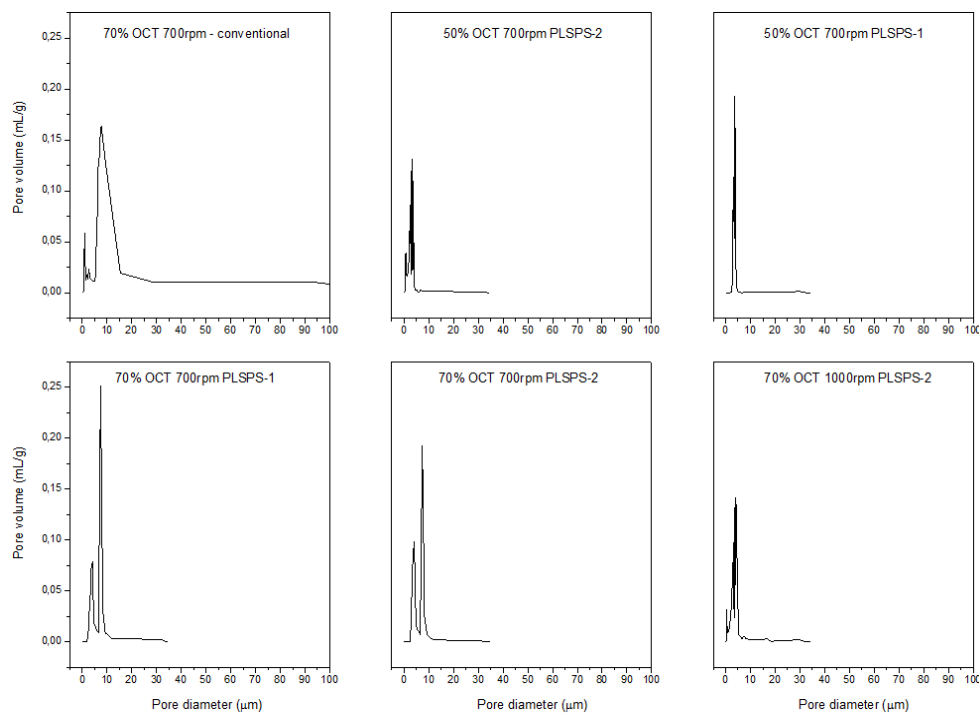 70% OCT 700rpm - conventional
50% OCT 700rpm PLSPS-2
50% OCT 700rpm PLSPS-1
Pore volume (mL/g)
0,25
0,20
0,15
0,10
0,05
0,00
0 10 20 30 40 50 60 70 80 90 100
0 10 20 30 40 50 60 70 80 90 100
0 10 20 30 40 50 60 70 80 90 100
70% OCT 700rpm PLSPS-1
70% OCT 700rpm PLSPS-2
70% OCT 1000rpm PLSPS-2
Pore volume (mL/g)
0,25
0,20
0,15
0,10
0,05
0,00
0 10 20 30 40 50 60 70 80 90 100
0 10 20 30 40 50 60 70 80 90 100
0 10 20 30 40 50 60 70 80 90 100
Pore diameter (μm)
Pore diameter (μm)
Pore diameter (μm)